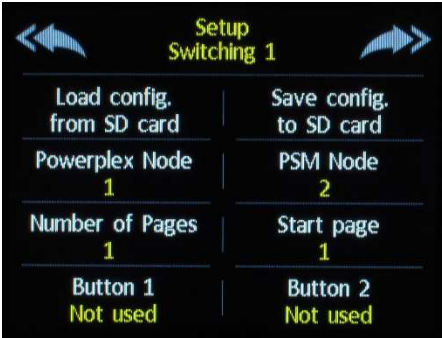 Setup
Switching 1
Load config.
from SD card
Save config.
to SD card
Powerplex Node
1
PSM Node
2
Number of Pages
1
Start page
1
Button 1
Not used
Button 2
Not used